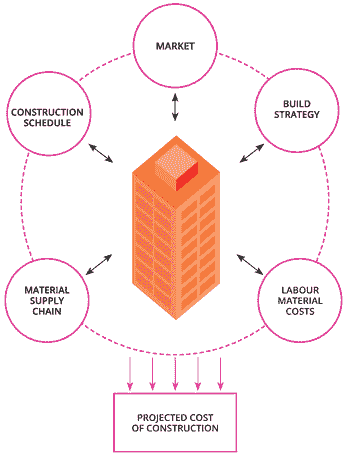 MARKET
CONSTRUCTION
SCHEDULE
BUILD
STRATEGY
MATERIAL
SUPPLY
CHAIN
LABOUR
MATERIAL
COSTS
PROJECTED COST
OF CONSTRUCTION